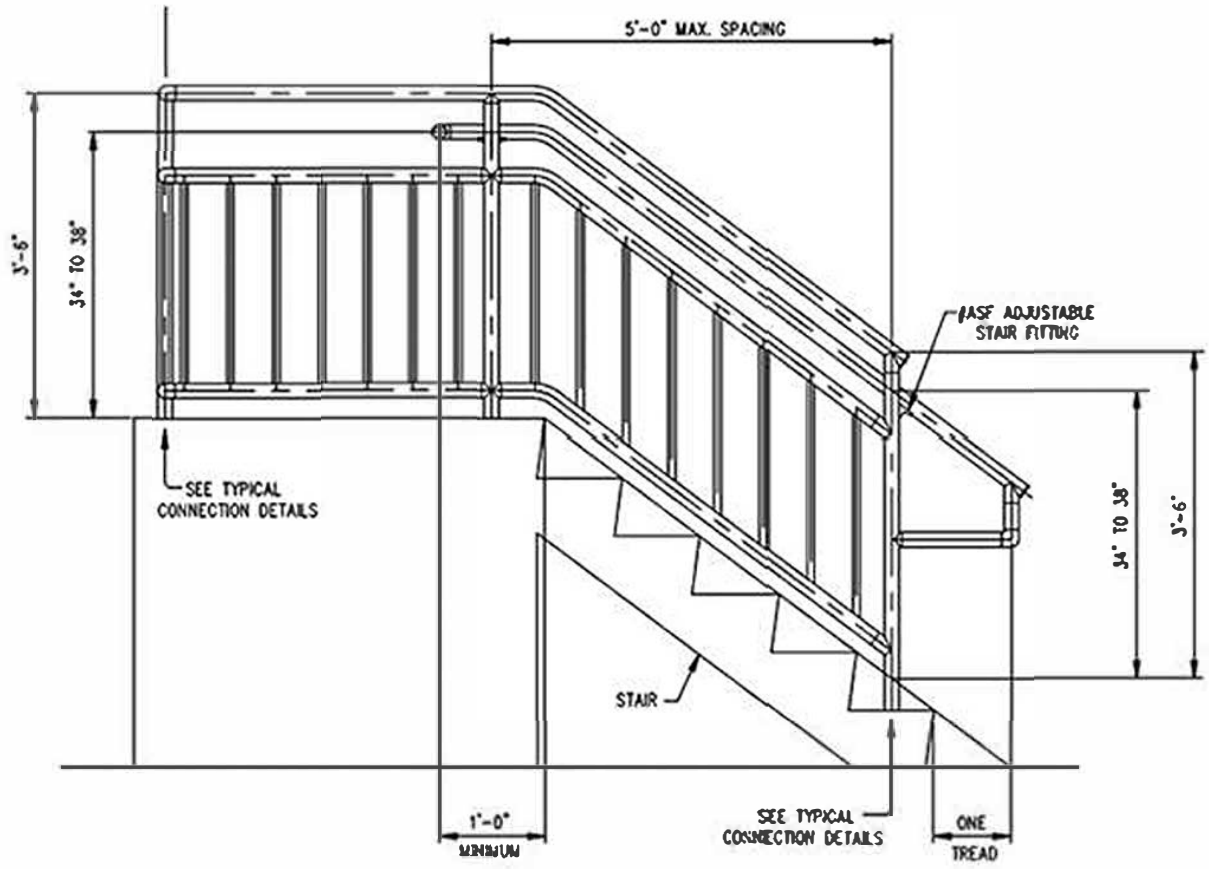 5'-0" MAX. SPACING
3'-6"
34" TO 38"
ASF ADJUSTABLE
STAIR FITTING
SEE TYPICAL
CONNECTION DETAILS
34" TO 38"
3'-6"
STAIR
SEE TYPICAL
CONNECTION DETAILS
1'-0"
MINIMUM
ONE
TREAD